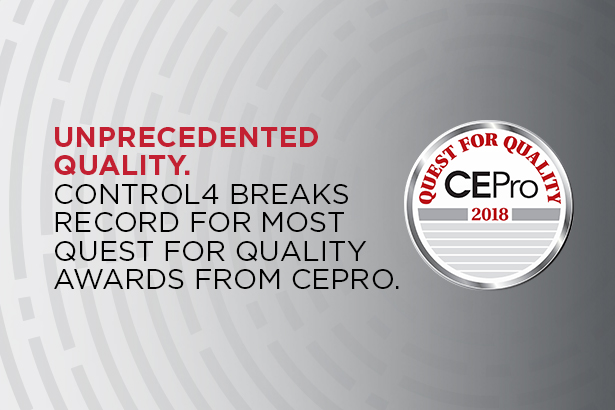 UNPRECEDENTED
QUALITY.
CONTROL4 BREAKS
RECORD FOR MOST
QUEST FOR QUALITY
AWARDS FROM CEPRO.
QUEST FOR QUALITY
CEPro
2018